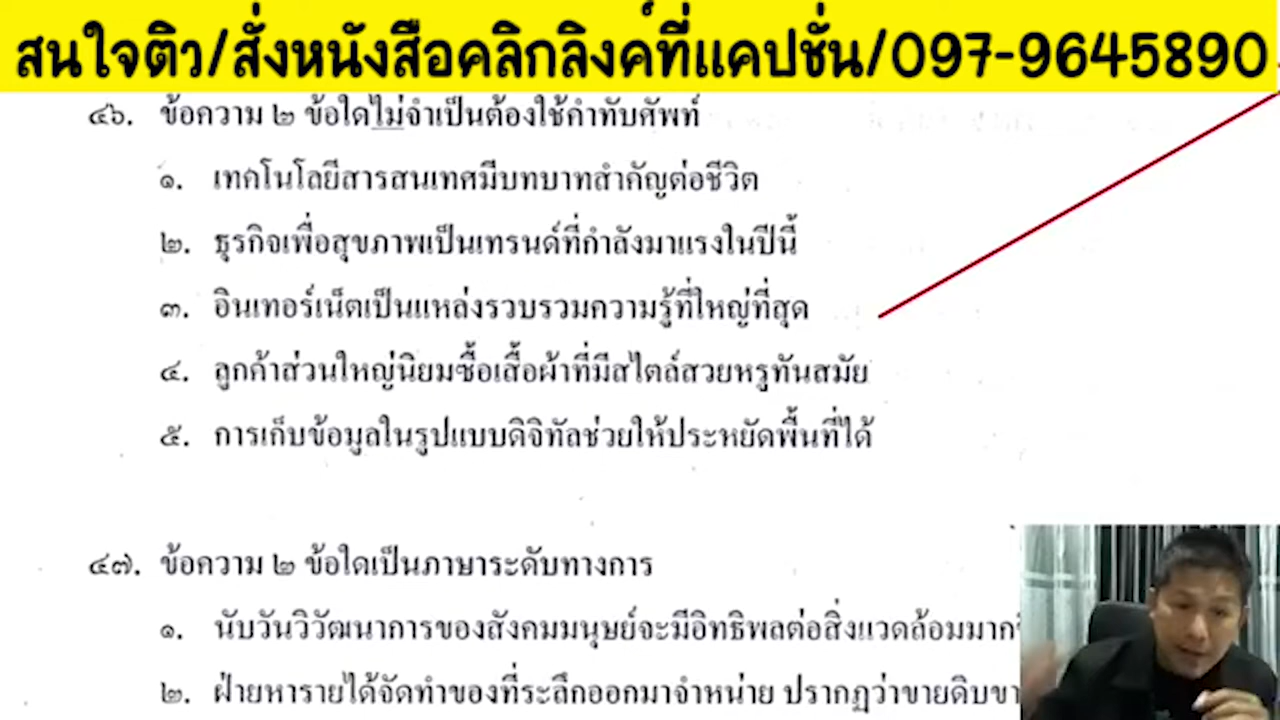 สนใจติว/สั่งหนังสือคลิกลิงค์ที่แคปชั่น/097-9645890
๔๖. ข้อความ ๒ ข้อใดไม่จำเป็นต้องใช้คำทับศัพท์
๑. เทคโนโลยีสารสนเทศมีบทบาทสำคัญต่อชีวิต
๒. ธุรกิจเพื่อสุขภาพเป็นเทรนด์ที่กำลังมาแรงในปีนี้
๓. อินเทอร์เน็ตเป็นแหล่งรวบรวมความรู้ที่ใหญ่ที่สุด
๔. ลูกค้าส่วนใหญ่นิยมซื้อเสื้อผ้าที่มีสไตล์สวยหรูทันสมัย
๕. การเก็บข้อมูลในรูปแบบดิจิทัลช่วยให้ประหยัดพื้นที่ได้
๔๗. ข้อความ ๒ ข้อใดเป็นภาษาระดับทางการ
๑. นับวันวิวัฒนาการของสังคมมนุษย์จะมีอิทธิพลต่อสิ่งแวดล้อมมาก
๒. ฝ่ายหารายได้จัดทำของที่ระลึกออกมาจำหน่าย ปรากฏว่าขายดิบ